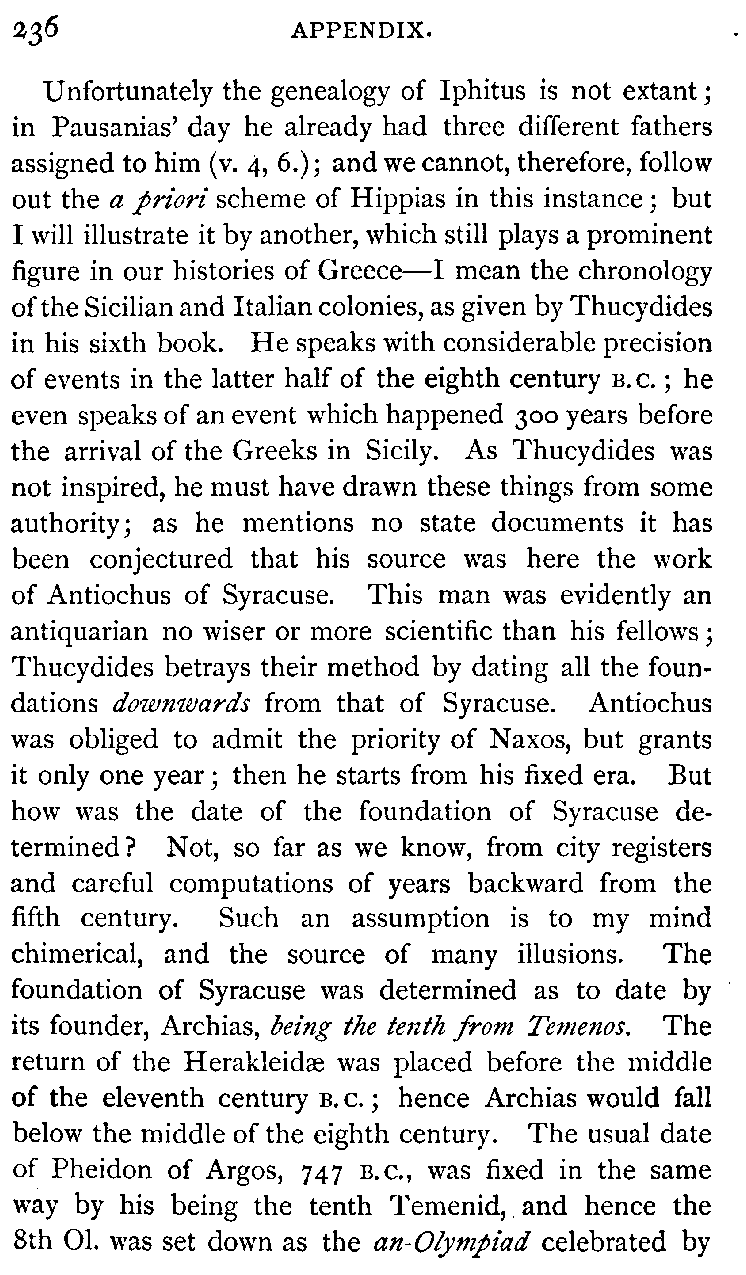 236 APPENDIX.
Unfortunately the genealogy of Iphitus is not extant;
in Pausanias' day he already had three different fathers
assigned to him (v. 4, 6.); and we cannot, therefore, follow
out the a priori scheme of Hippias in this instance; but
I will illustrate it by another, which still plays a prominent
figure in our histories of Greece—I mean the chronology
of the Sicilian and Italian colonies, as given by Thucydides
in his sixth book. He speaks with considerable precision
of events in the latter half of the eighth century B.C.; he
even speaks of an event which happened 300 years before
the arrival of the Greeks in Sicily. As Thucydides was
not inspired, he must have drawn these things from some
authority; as he mentions no state documents it has
been conjectured that his source was here the work
of Antiochus of Syracuse. This man was evidently an
antiquarian no wiser or more scientific than his fellows;
Thucydides betrays their method by dating all the foun-
dations downwards from that of Syracuse. Antiochus
was obliged to admit the priority of Naxos, but grants
it only one year; then he starts from his fixed era. But
how was the date of the foundation of Syracuse de-
termined? Not, so far as we know, from city registers
and careful computations of years backward from the
fifth century. Such an assumption is to my mind
chimerical, and the source of many illusions. The
foundation of Syracuse was determined as to date by
its founder, Archias, being the tenth from Temenos. The
return of the Herakleidæ was placed before the middle
of the eleventh century B.C.; hence Archias would fall
below the middle of the eighth century. The usual date
of Pheidon of Argos, 747 B.C., was fixed in the same
way by his being the tenth Temenid, and hence the
8th Ol. was set down as the an-Olympiad celebrated by